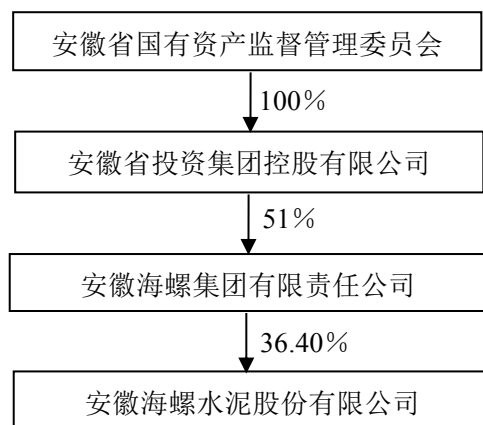 安徽省国有资产监督管理委员会
100%
安徽省投资集团控股有限公司
51%
安徽海螺集团有限责任公司
36.40%
安徽海螺水泥股份有限公司